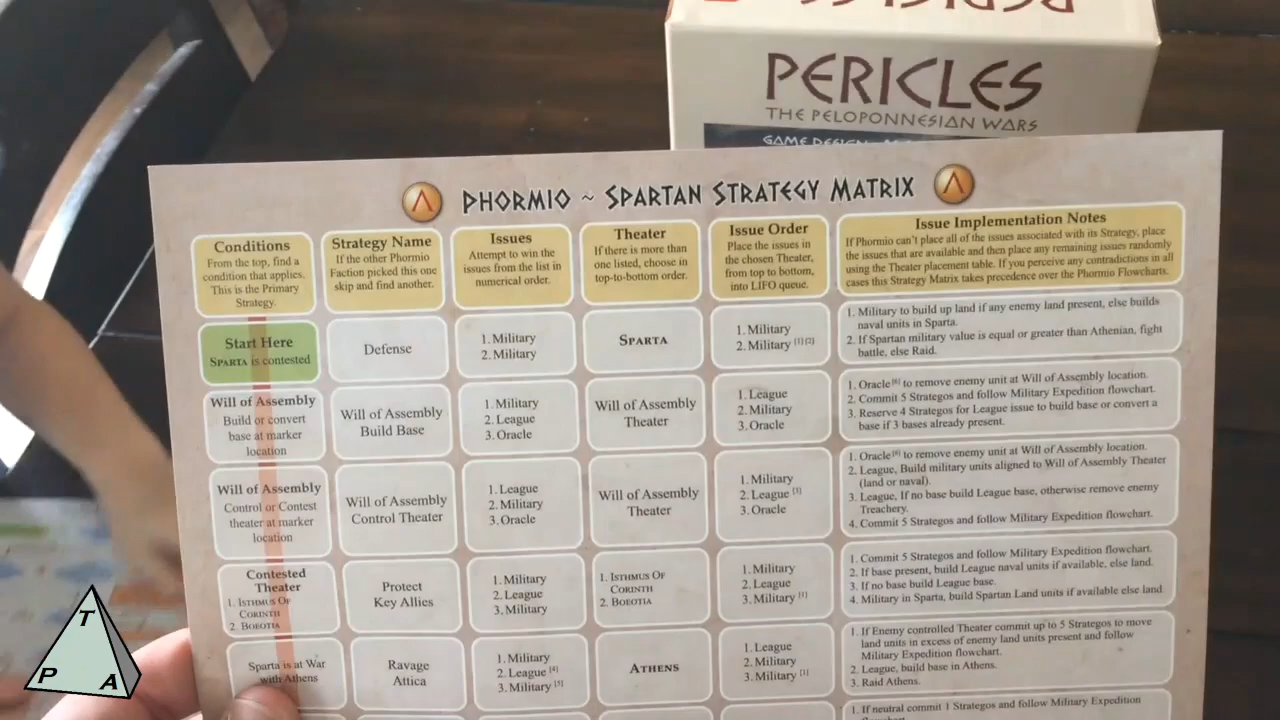 PERICLES
THE PELOPONNESIAN WARS
GAME DESIGN:
PHORMIO ~ SPARTAN STRATEGY MATRIX
Conditions
From the top, find a
condition that applies.
This is the Primary
Strategy.
Strategy Name
If the other Phormio
Faction picked this one
skip and find another.
Issues
Attempt to win the
issues from the list in
numerical order.
Theater
If there is more than
one listed, choose in
top-to-bottom order.
Issue Order
Place the issues in
the chosen Theater,
from top to bottom,
into LIFO queue.
Issue Implementation Notes
If Phormio can't place all of the issues associated with its Strategy, place
the issues that are available and then place any remaining issues randomly
using the Theater placement table. If you perceive any contradictions in all
cases this Strategy Matrix takes precedence over the Phormio Flowcharts.
Start Here
SPARTA is contested
Defense
1. Military
2. Military
SPARTA
1. Military
2. Military [1] [2]
1. Military to build up land if any enemy land present, else builds
naval units in Sparta.
2. If Spartan military value is equal or greater than Athenian, fight
battle, else Raid.
Will of Assembly
Build or convert
base at marker
location
Will of Assembly
Build Base
1. Military
2. League
3. Oracle
Will of Assembly
Theater
1. League
2. Military
3. Oracle
1. Oracle[6] to remove enemy unit at Will of Assembly location.
2. Commit 5 Strategos and follow Military Expedition flowchart.
3. Reserve 4 Strategos for League issue to build base or convert a
base if 3 bases already present.
Will of Assembly
Control or Contest
theater at marker
location
Will of Assembly
Control Theater
1. League
2. Military
3. Oracle
Will of Assembly
Theater
1. Military
2. League [3]
3. Oracle
1. Oracle[6] to remove enemy unit at Will of Assembly location.
2. League, Build military units aligned to Will of Assembly Theater
(land or naval).
3. League, If no base build League base, otherwise remove enemy
Treachery.
4. Commit 5 Strategos and follow Military Expedition flowchart.
Contested
Theater
1. ISTHMUS OF
CORINTH
2. BOEOTIA
Protect
Key Allies
1. Military
2. League
3. Military
1. ISTHMUS OF
CORINTH
2. BOEOTIA
1. Military
2. League
3. Military [1]
1. Commit 5 Strategos and follow Military Expedition flowchart.
2. If base present, build League naval units if available, else land.
3. If no base build League base.
4. Military in Sparta, build Spartan Land units if available else land.
Sparta is at War
with Athens
Ravage
Attica
1. Military
2. League [4]
3. Military [5]
ATHENS
1. League
2. Military
3. Military [1]
1. If Enemy controlled Theater commit up to 5 Strategos to move
land units in excess of enemy land units present and follow
Military Expedition flowchart.
2. League, build base in Athens.
3. Raid Athens.
1. If neutral commit 1 Strategos and follow Military Expedition
T
P
A